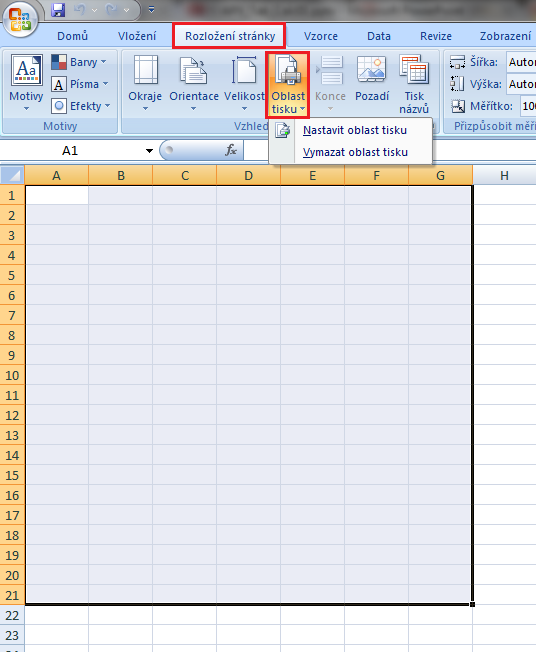 Domů Vložení Rozložení stránky Vzorce Data Revize Zobrazení
Aa
Motivy
Barvy
Písma
Efekty
Motivy
Okraje
Orientace
Velikost
Oblast tisku
Konce
Pozadí
Tisk názvů
Vzhled
Šířka: Autor
Výška: Autor
Měřítko: 100
Přizpůsobit měř
Nastavit oblast tisku
Vymazat oblast tisku
A1 fx
A B C D E F G H
1
2
3
4
5
6
7
8
9
10
11
12
13
14
15
16
17
18
19
20
21
22
23